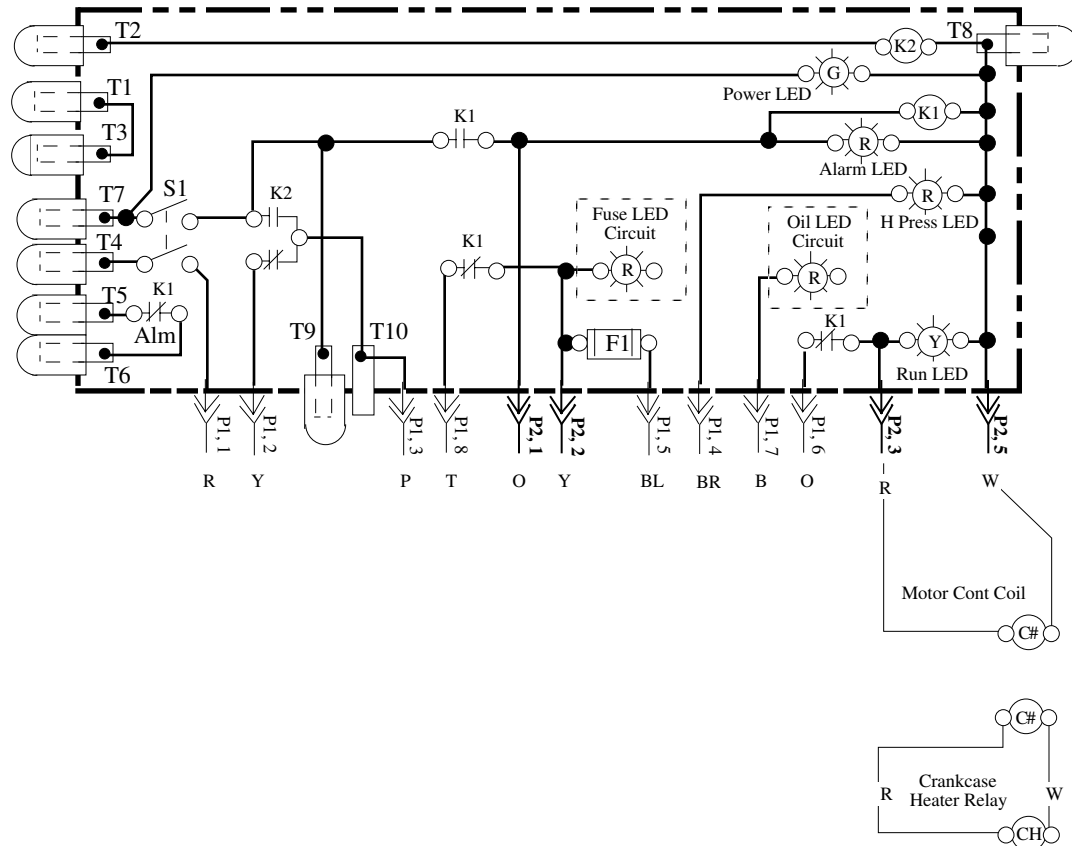 T2
K2
T8
T1
G
Power LED
T3
K1
K1
R
Alarm LED
T7
S1
K2
R
H Press LED
Fuse LED
Circuit
R
Oil LED
Circuit
R
T4
K1
T5
K1
Alm
T6
T9
T10
F1
K1
Y
Run LED
P1, 1
P1, 2
P1, 3
P1, 8
P2, 1
P2, 2
P1, 5
P1, 4
P1, 7
P1, 6
P2, 3
P2, 5
R
Y
P
T
O
Y
BL
BR
B
O
R
W
Motor Cont Coil
C#
C#
R
Crankcase
Heater Relay
W
CH